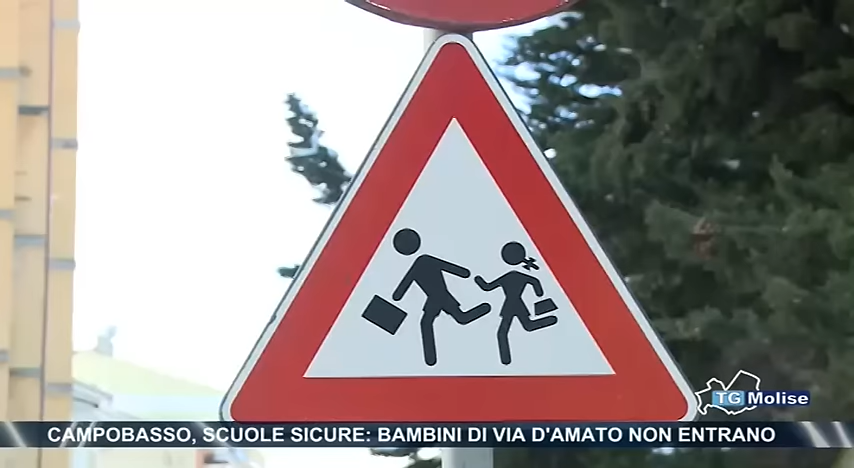 TG Molise
CAMPOBASSO, SCUOLE SICURE: BAMBINI DI VIA D'AMATO NON ENTRANO